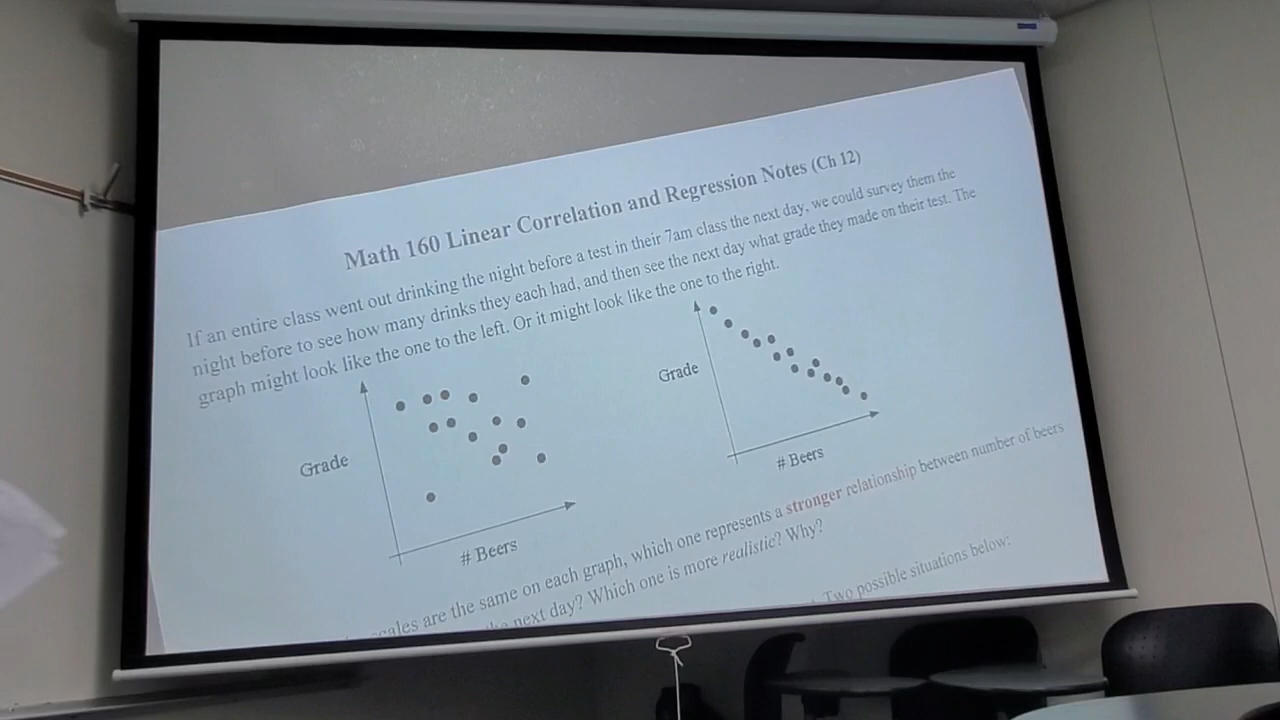 Math 160 Linear Correlation and Regression Notes (Ch 12)
If an entire class went out drinking the night before a test in their 7am class the next day, we could survey them the
night before to see how many drinks they each had, and then see the next day what grade they made on their test. The
graph might look like the one to the left. Or it might look like the one to the right.
Grade
# Beers
Grade
# Beers
are the same on each graph, which one represents a stronger relationship between number of beers
next day? Which one is more realistic? Why?
Two possible situations below: